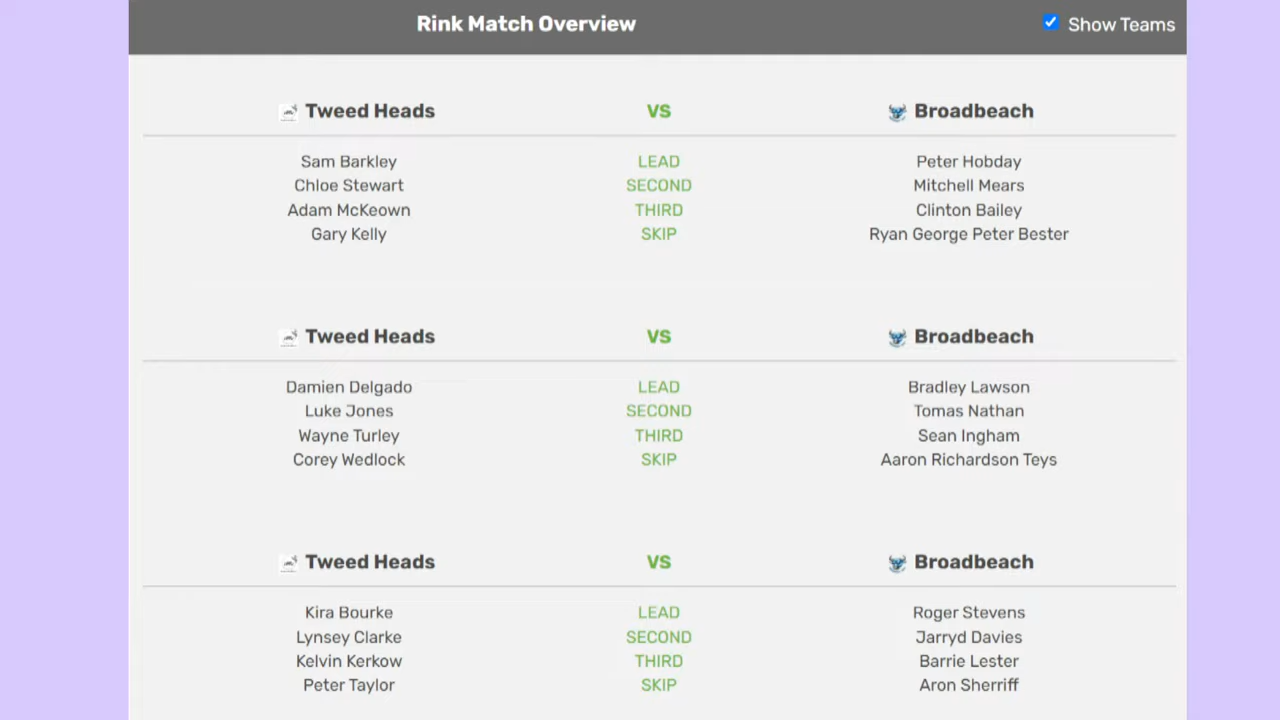 Rink Match Overview Show Teams
Tweed Heads VS Broadbeach
Sam Barkley LEAD Peter Hobday
Chloe Stewart SECOND Mitchell Mears
Adam McKeown THIRD Clinton Bailey
Gary Kelly SKIP Ryan George Peter Bester
Tweed Heads VS Broadbeach
Damien Delgado LEAD Bradley Lawson
Luke Jones SECOND Tomas Nathan
Wayne Turley THIRD Sean Ingham
Corey Wedlock SKIP Aaron Richardson Teys
Tweed Heads VS Broadbeach
Kira Bourke LEAD Roger Stevens
Lynsey Clarke SECOND Jarryd Davies
Kelvin Kerkow THIRD Barrie Lester
Peter Taylor SKIP Aron Sherriff